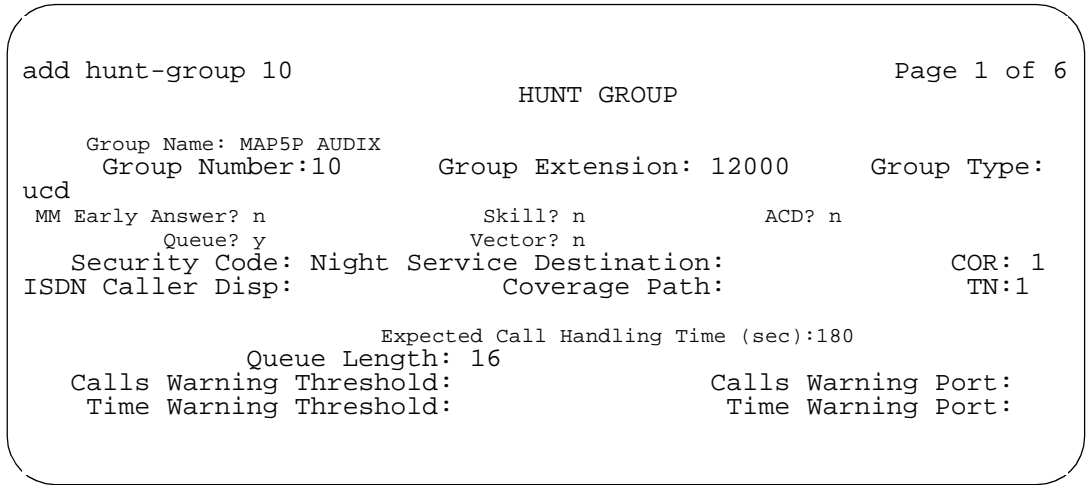 add hunt-group 10 Page 1 of 6
HUNT GROUP
Group Name: MAP5P AUDIX
Group Number:10 Group Extension: 12000 Group Type:
ucd
MM Early Answer? n Skill? n ACD? n
Queue? y Vector? n
Security Code: Night Service Destination: COR: 1
ISDN Caller Disp: Coverage Path: TN:1
Expected Call Handling Time (sec):180
Queue Length: 16
Calls Warning Threshold: Calls Warning Port:
Time Warning Threshold: Time Warning Port: